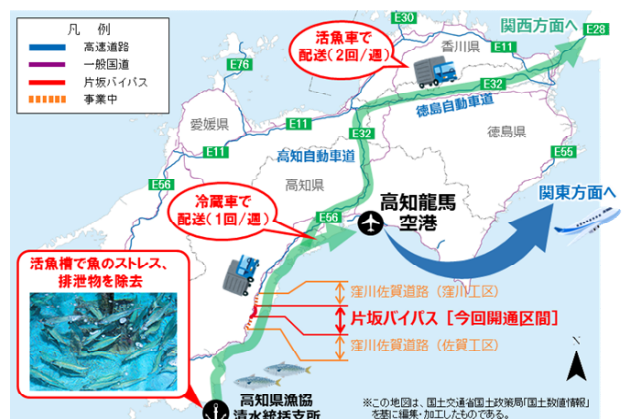 凡 例
高速道路
一般国道
片坂バイパス
事業中
E30
関西方面へ
E28
活魚車で
配送(2回/週)
香川県
E11
E76
E32
徳島自動車道
愛媛県
E11
E32
徳島県
高知自動車道
E55
E56
高知県
冷蔵車で
配送(1回/週)
E56
高知龍馬
空港
関東方面へ
活魚槽で魚のストレス、
排泄物を除去
窪川佐賀道路(窪川工区)
片坂バイパス[今回開通区間]
窪川佐賀道路(佐賀工区)
N
高知県漁協
清水統括支所
※この地図は、国土交通省国土政策局「国土数値情報」
を基に編集・加工したものである。